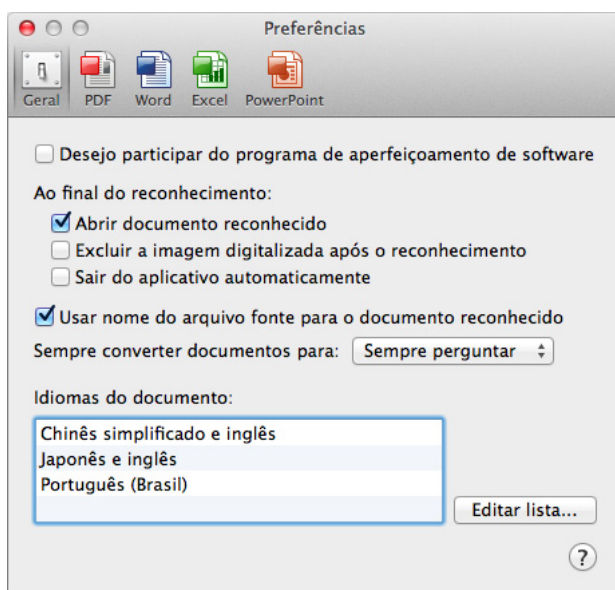 Preferências
Geral PDF Word Excel PowerPoint
Desejo participar do programa de aperfeiçoamento de software
Ao final do reconhecimento:
Abrir documento reconhecido
Excluir a imagem digitalizada após o reconhecimento
Sair do aplicativo automaticamente
Usar nome do arquivo fonte para o documento reconhecido
Sempre converter documentos para: Sempre perguntar
Idiomas do documento:
Chinês simplificado e inglês
Japonês e inglês
Português (Brasil)
Editar lista...
?